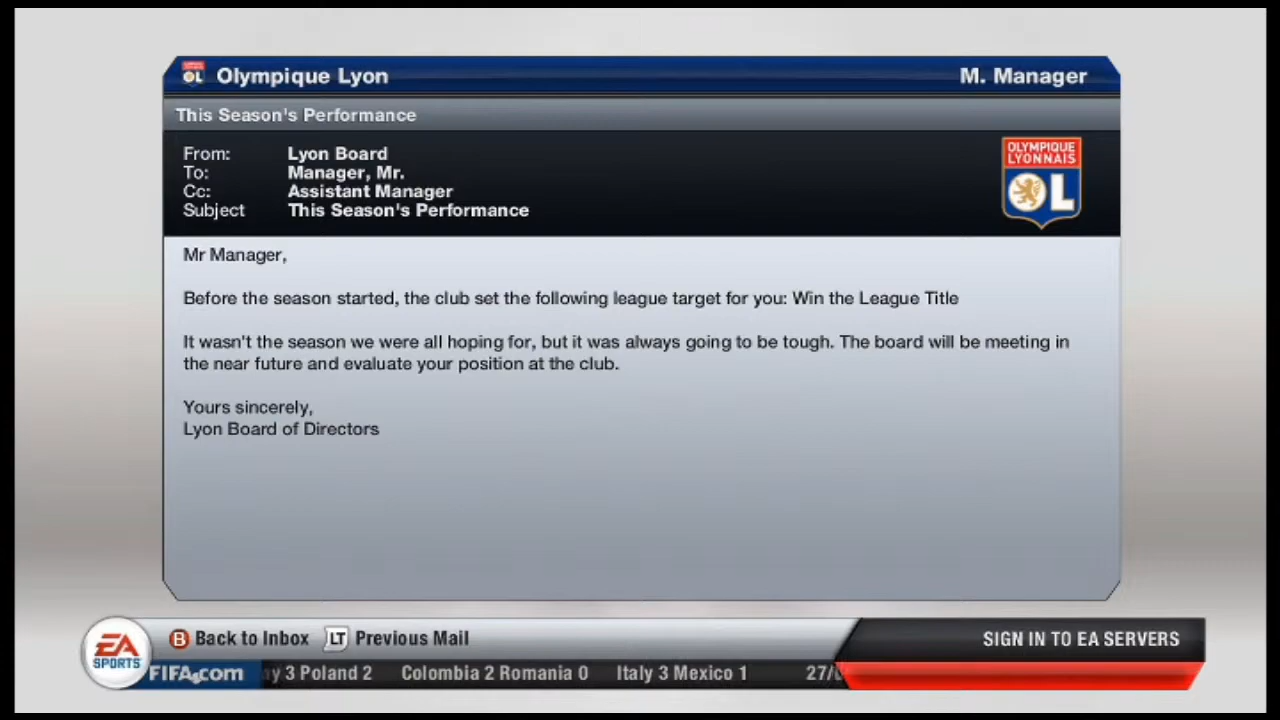 Olympique Lyon M. Manager
This Season's Performance
From: Lyon Board
To: Manager, Mr.
Cc: Assistant Manager
Subject This Season's Performance
OLYMPIQUE
LYONNAIS
OL
Mr Manager,
Before the season started, the club set the following league target for you: Win the League Title
It wasn't the season we were all hoping for, but it was always going to be tough. The board will be meeting in
the near future and evaluate your position at the club.
Yours sincerely,
Lyon Board of Directors
B Back to Inbox LT Previous Mail SIGN IN TO EA SERVERS
EA
SPORTS
FIFA.com y 3 Poland 2 Colombia 2 Romania 0 Italy 3 Mexico 1 27/